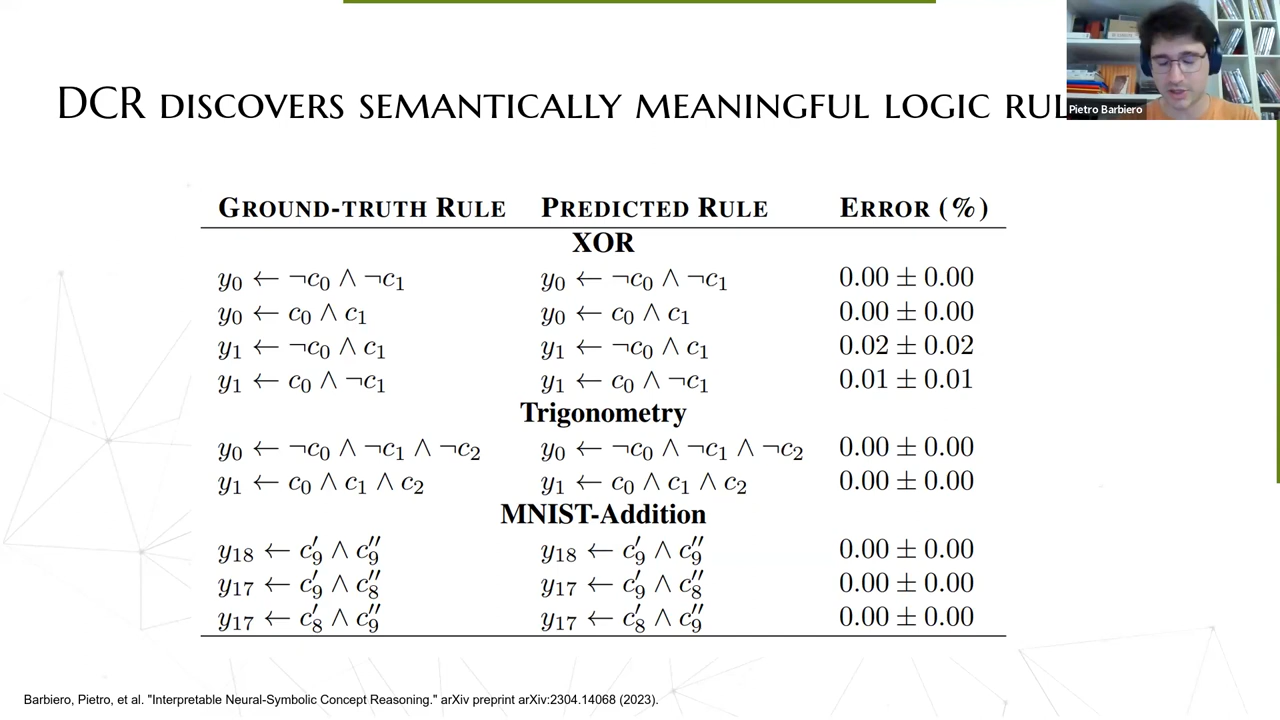 DCR DISCOVERS SEMANTICALLY MEANINGFUL LOGIC RUL
Pietro Barbiero
GROUND-TRUTH RULE PREDICTED RULE ERROR (%)
XOR
y₀ ← ¬c₀ ∧ ¬c₁ y₀ ← ¬c₀ ∧ ¬c₁ 0.00 ± 0.00
y₀ ← c₀ ∧ c₁ y₀ ← c₀ ∧ c₁ 0.00 ± 0.00
y₁ ← ¬c₀ ∧ c₁ y₁ ← ¬c₀ ∧ c₁ 0.02 ± 0.02
y₁ ← c₀ ∧ ¬c₁ y₁ ← c₀ ∧ ¬c₁ 0.01 ± 0.01
Trigonometry
y₀ ← ¬c₀ ∧ ¬c₁ ∧ ¬c₂ y₀ ← ¬c₀ ∧ ¬c₁ ∧ ¬c₂ 0.00 ± 0.00
y₁ ← c₀ ∧ c₁ ∧ c₂ y₁ ← c₀ ∧ c₁ ∧ c₂ 0.00 ± 0.00
MNIST-Addition
y₁₈ ← c′₉ ∧ c″₉ y₁₈ ← c′₉ ∧ c″₉ 0.00 ± 0.00
y₁₇ ← c′₉ ∧ c″₈ y₁₇ ← c′₉ ∧ c″₈ 0.00 ± 0.00
y₁₇ ← c′₈ ∧ c″₉ y₁₇ ← c′₈ ∧ c″₉ 0.00 ± 0.00
Barbiero, Pietro, et al. "Interpretable Neural-Symbolic Concept Reasoning." arXiv preprint arXiv:2304.14068 (2023).